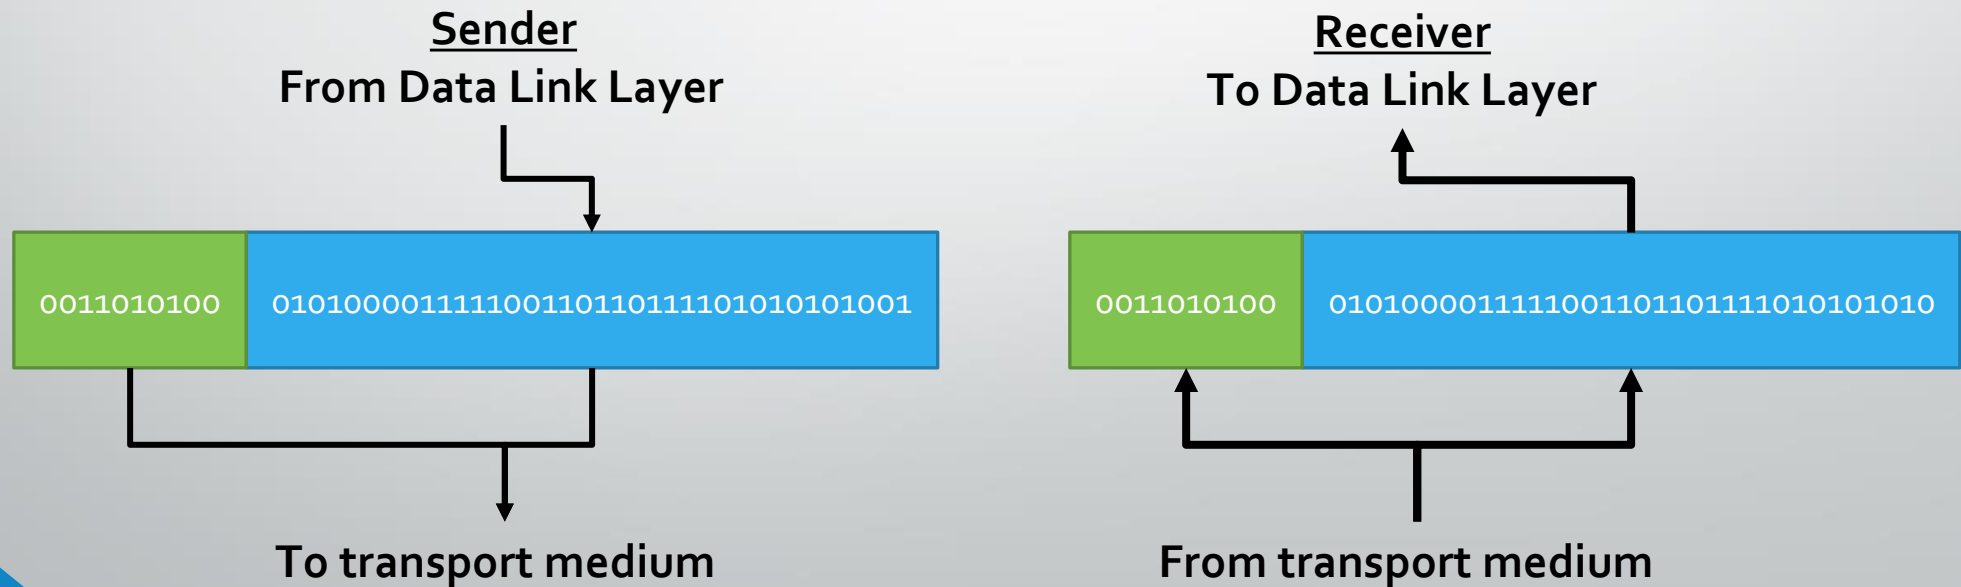 Sender
From Data Link Layer
Receiver
To Data Link Layer
0011010100
010100001111100110110111101010101001
0011010100
0101000011111001101101111010101010
To transport medium
From transport medium